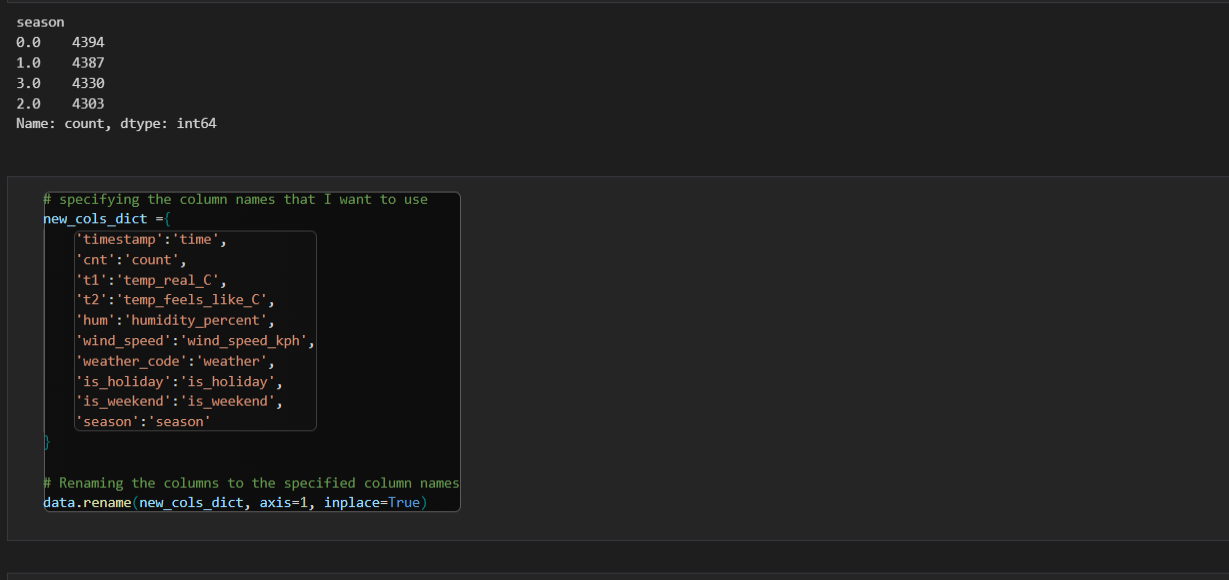 season
0.0    4394
1.0    4387
3.0    4330
2.0    4303
Name: count, dtype: int64
# specifying the column names that I want to use
new_cols_dict ={
    'timestamp':'time',
    'cnt':'count',
    't1':'temp_real_C',
    't2':'temp_feels_like_C',
    'hum':'humidity_percent',
    'wind_speed':'wind_speed_kph',
    'weather_code':'weather',
    'is_holiday':'is_holiday',
    'is_weekend':'is_weekend',
    'season':'season'
}
# Renaming the columns to the specified column names
data.rename(new_cols_dict, axis=1, inplace=True)